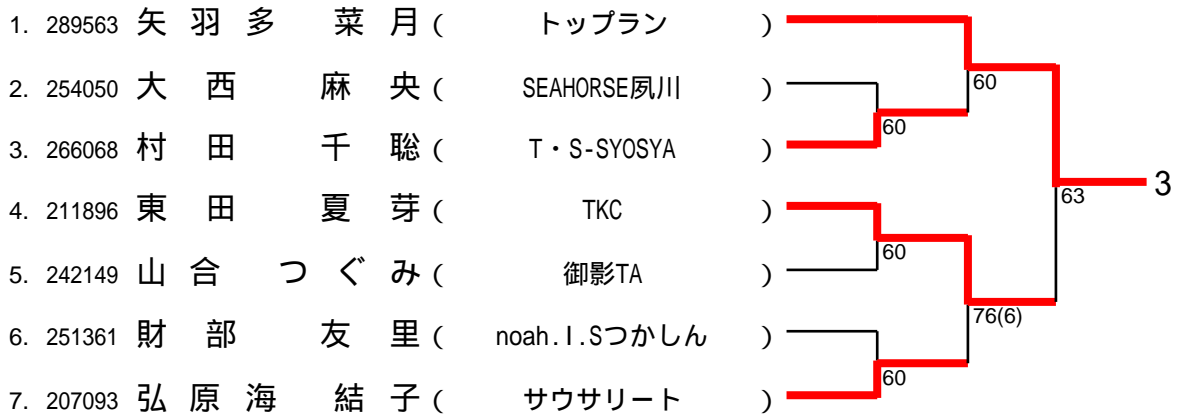 1. 289563 矢羽多 菜月( トップラン )
2. 254050 大西 麻央( SEAHORSE夙川 )
3. 266068 村田 千聡( T・S-SYOSYA )
4. 211896 東田 夏芽( TKC )
5. 242149 山合 つぐみ( 御影TA )
6. 251361 財部 友里( noah.I.Sつかしん )
7. 207093 弘原海 結子( サウサリート )
60
60
60
60
76(6)
63
3